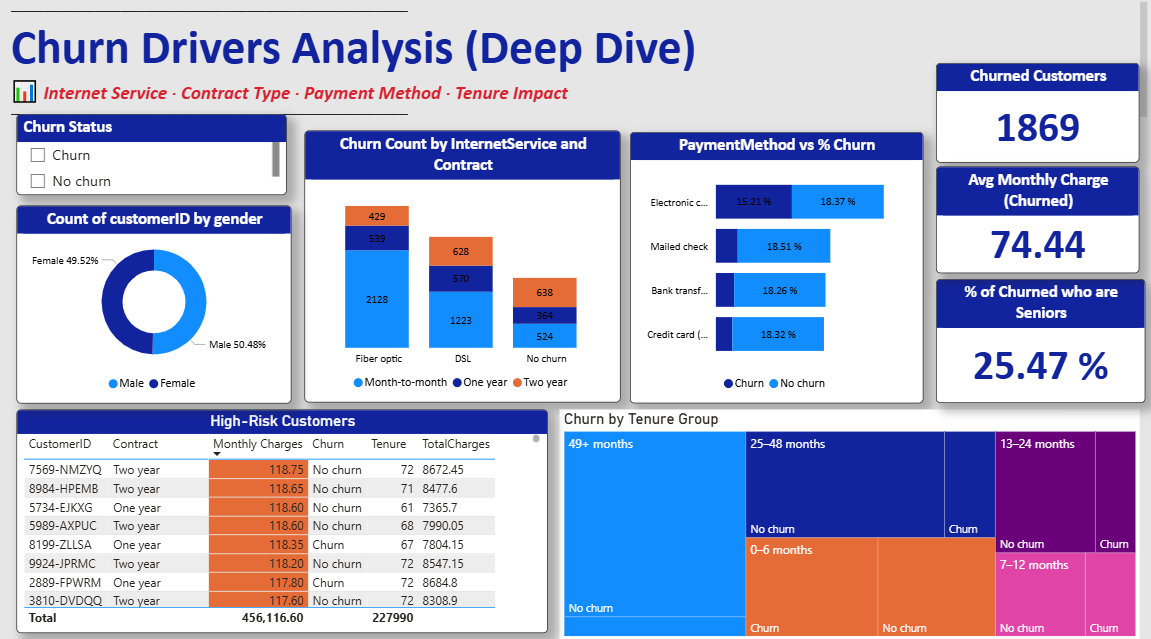 Churn Drivers Analysis (Deep Dive)
Internet Service · Contract Type · Payment Method · Tenure Impact
Churn Status
Churn
No churn
Count of customerID by gender
Female 49.52%
Male 50.48%
Male Female
Churn Count by InternetService and
Contract
429
539
2128
628
570
1223
638
364
524
Fiber optic DSL No churn
Month-to-month One year Two year
PaymentMethod vs % Churn
Electronic c... 15.21 % 18.37 %
Mailed check 18.51 %
Bank transf... 18.26 %
Credit card (... 18.32 %
Churn No churn
Churned Customers
1869
Avg Monthly Charge
(Churned)
74.44
% of Churned who are
Seniors
25.47 %
High-Risk Customers
CustomerID Contract Monthly Charges Churn Tenure TotalCharges
7569-NMZYQ Two year 118.75 No churn 72 8672.45
8984-HPEMB Two year 118.65 No churn 71 8477.6
5734-EJKXG One year 118.60 No churn 61 7365.7
5989-AXPUC Two year 118.60 No churn 68 7990.05
8199-ZLLSA One year 118.35 Churn 67 7804.15
9924-JPRMC Two year 118.20 No churn 72 8547.15
2889-FPWRM One year 117.80 Churn 72 8684.8
3810-DVDQQ Two year 117.60 No churn 72 8308.9
Total 456,116.60 227990
Churn by Tenure Group
49+ months
No churn
25–48 months
No churn
Churn
0–6 months
Churn
No churn
13–24 months
No churn
Churn
7–12 months
No churn
Churn